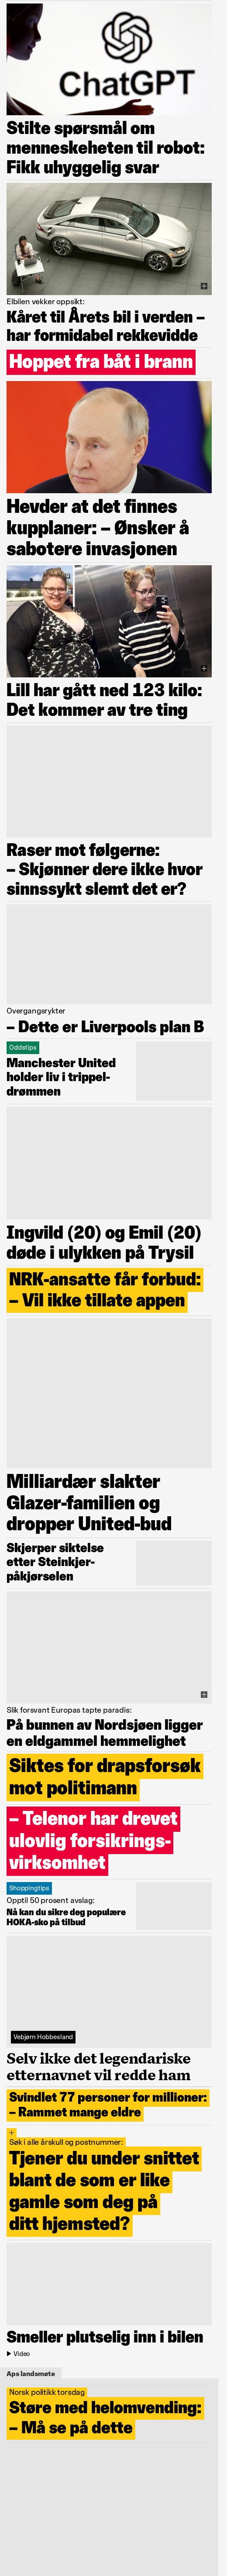 ChatGPT
Stilte spørsmål om
menneskeheten til robot:
Fikk uhyggelig svar
Elbilen vekker oppsikt:
Kåret til Årets bil i verden –
har formidabel rekkevidde
Hoppet fra båt i brann
Hevder at det finnes
kupplaner: – Ønsker å
sabotere invasjonen
Lill har gått ned 123 kilo:
Det kommer av tre ting
Raser mot følgerne:
– Skjønner dere ikke hvor
sinnssykt slemt det er?
Overgangsrykter
– Dette er Liverpools plan B
Oddstips
Manchester United
holder liv i trippel-
drømmen
Ingvild (20) og Emil (20)
døde i ulykken på Trysil
NRK-ansatte får forbud:
– Vil ikke tillate appen
Milliardær slakter
Glazer-familien og
dropper United-bud
Skjerper siktelse
etter Steinkjer-
påkjørselen
Slik forsvant Europas tapte paradis:
På bunnen av Nordsjøen ligger
en eldgammel hemmelighet
Siktes for drapsforsøk
mot politimann
– Telenor har drevet
ulovlig forsikrings-
virksomhet
Shoppingtips
Opptil 50 prosent avslag:
Nå kan du sikre deg populære
HOKA-sko på tilbud
Vebjørn Hobbesland
Selv ikke det legendariske
etternavnet vil redde ham
Svindlet 77 personer for millioner:
– Rammet mange eldre
Søk i alle årskull og postnummer:
Tjener du under snittet
blant de som er like
gamle som deg på
ditt hjemsted?
Smeller plutselig inn i bilen
Video
Aps landsmøte
Norsk politikk torsdag
Støre med helomvending:
– Må se på dette